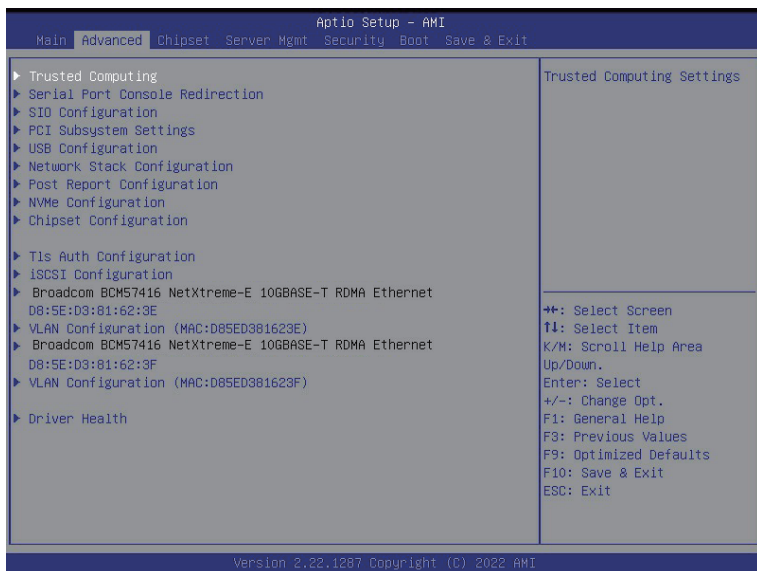 Aptio Setup – AMI
Main Advanced Chipset Server Mgmt Security Boot Save & Exit
▶ Trusted Computing
▶ Serial Port Console Redirection
▶ SIO Configuration
▶ PCI Subsystem Settings
▶ USB Configuration
▶ Network Stack Configuration
▶ Post Report Configuration
▶ NVMe Configuration
▶ Chipset Configuration
▶ Tls Auth Configuration
▶ iSCSI Configuration
▶ Broadcom BCM57416 NetXtreme-E 10GBASE-T RDMA Ethernet
D8:5E:D3:81:62:3E
▶ VLAN Configuration (MAC:D85ED381623E)
▶ Broadcom BCM57416 NetXtreme-E 10GBASE-T RDMA Ethernet
D8:5E:D3:81:62:3F
▶ VLAN Configuration (MAC:D85ED381623F)
▶ Driver Health
Trusted Computing Settings
→←: Select Screen
↑↓: Select Item
K/M: Scroll Help Area
Up/Down.
Enter: Select
+/-: Change Opt.
F1: General Help
F3: Previous Values
F9: Optimized Defaults
F10: Save & Exit
ESC: Exit
Version 2.22.1287 Copyright (C) 2022 AMI